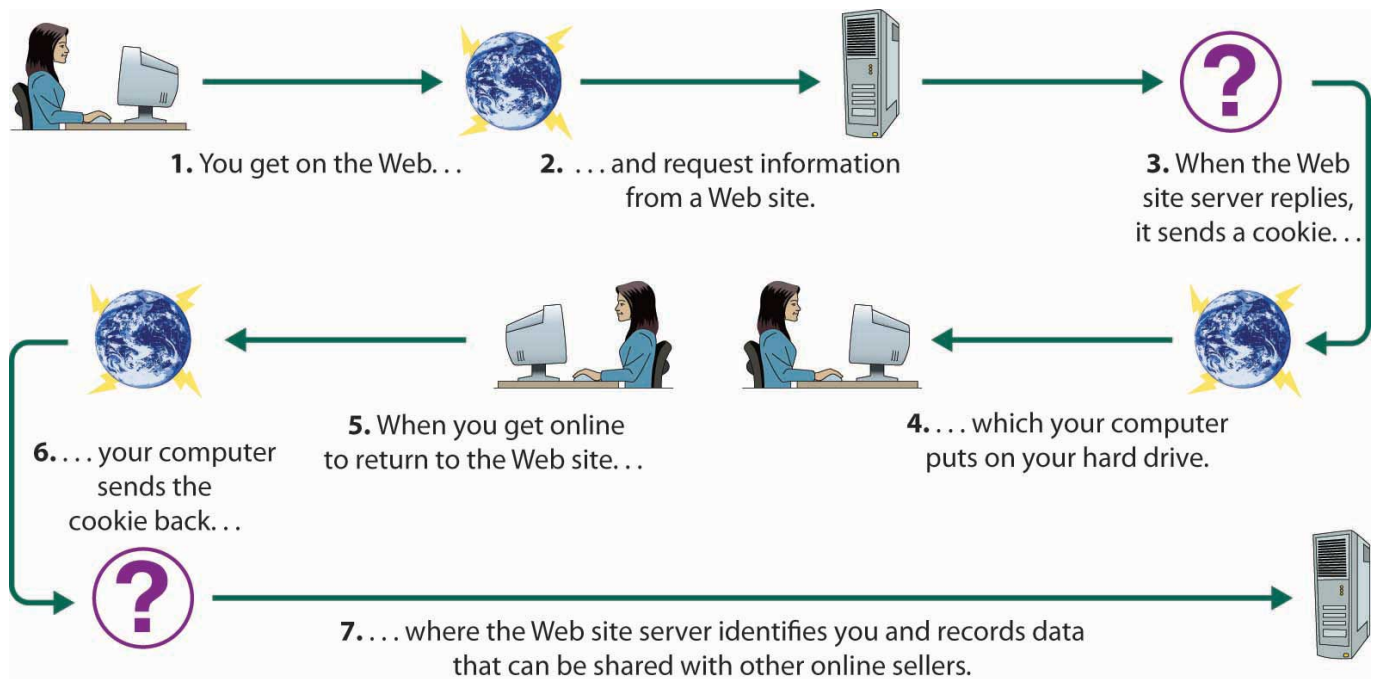 ?
1. You get on the Web. . .
2. . . . and request information
from a Web site.
3. When the Web
site server replies,
it sends a cookie. . .
4. . . . which your computer
puts on your hard drive.
5. When you get online
to return to the Web site. . .
6. . . . your computer
sends the
cookie back. . .
?
7. . . . where the Web site server identifies you and records data
that can be shared with other online sellers.